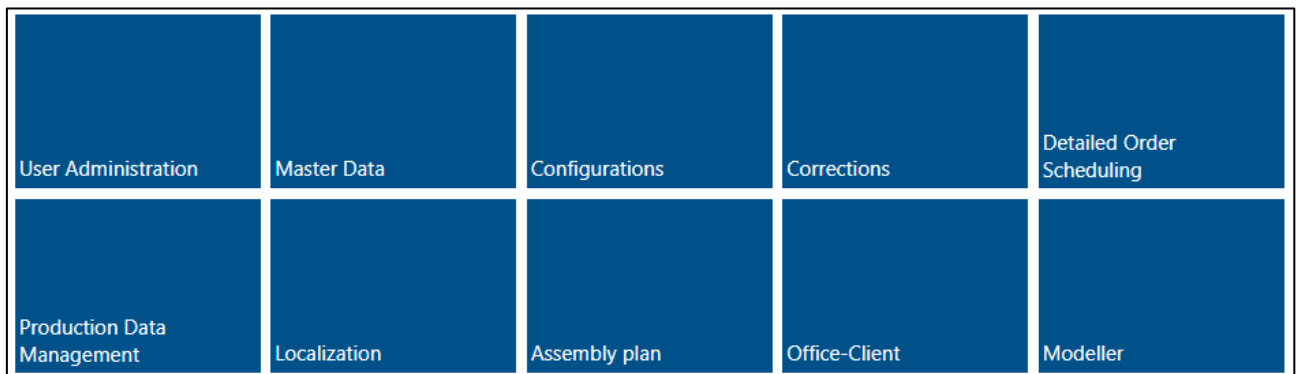 User Administration
Master Data
Configurations
Corrections
Detailed Order
Scheduling
Production Data
Management
Localization
Assembly plan
Office-Client
Modeller